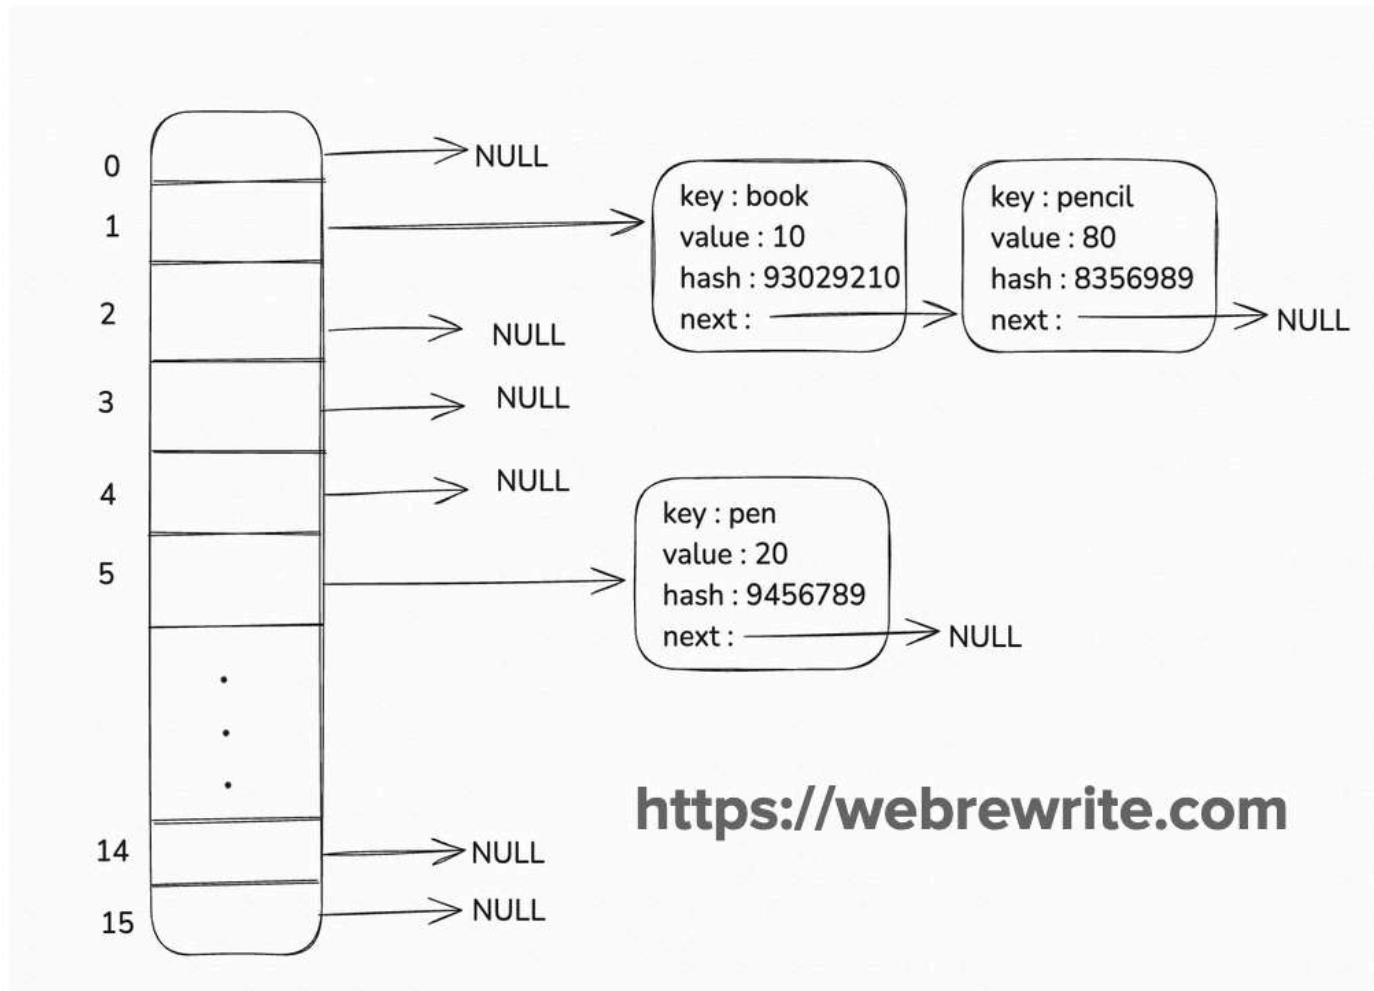 0
NULL
1
key : book
value : 10
hash : 93029210
next :
key : pencil
value : 80
hash : 8356989
next :
NULL
2
NULL
3
NULL
4
NULL
5
key : pen
value : 20
hash : 9456789
next :
NULL
https://webrewrite.com
14
NULL
15
NULL